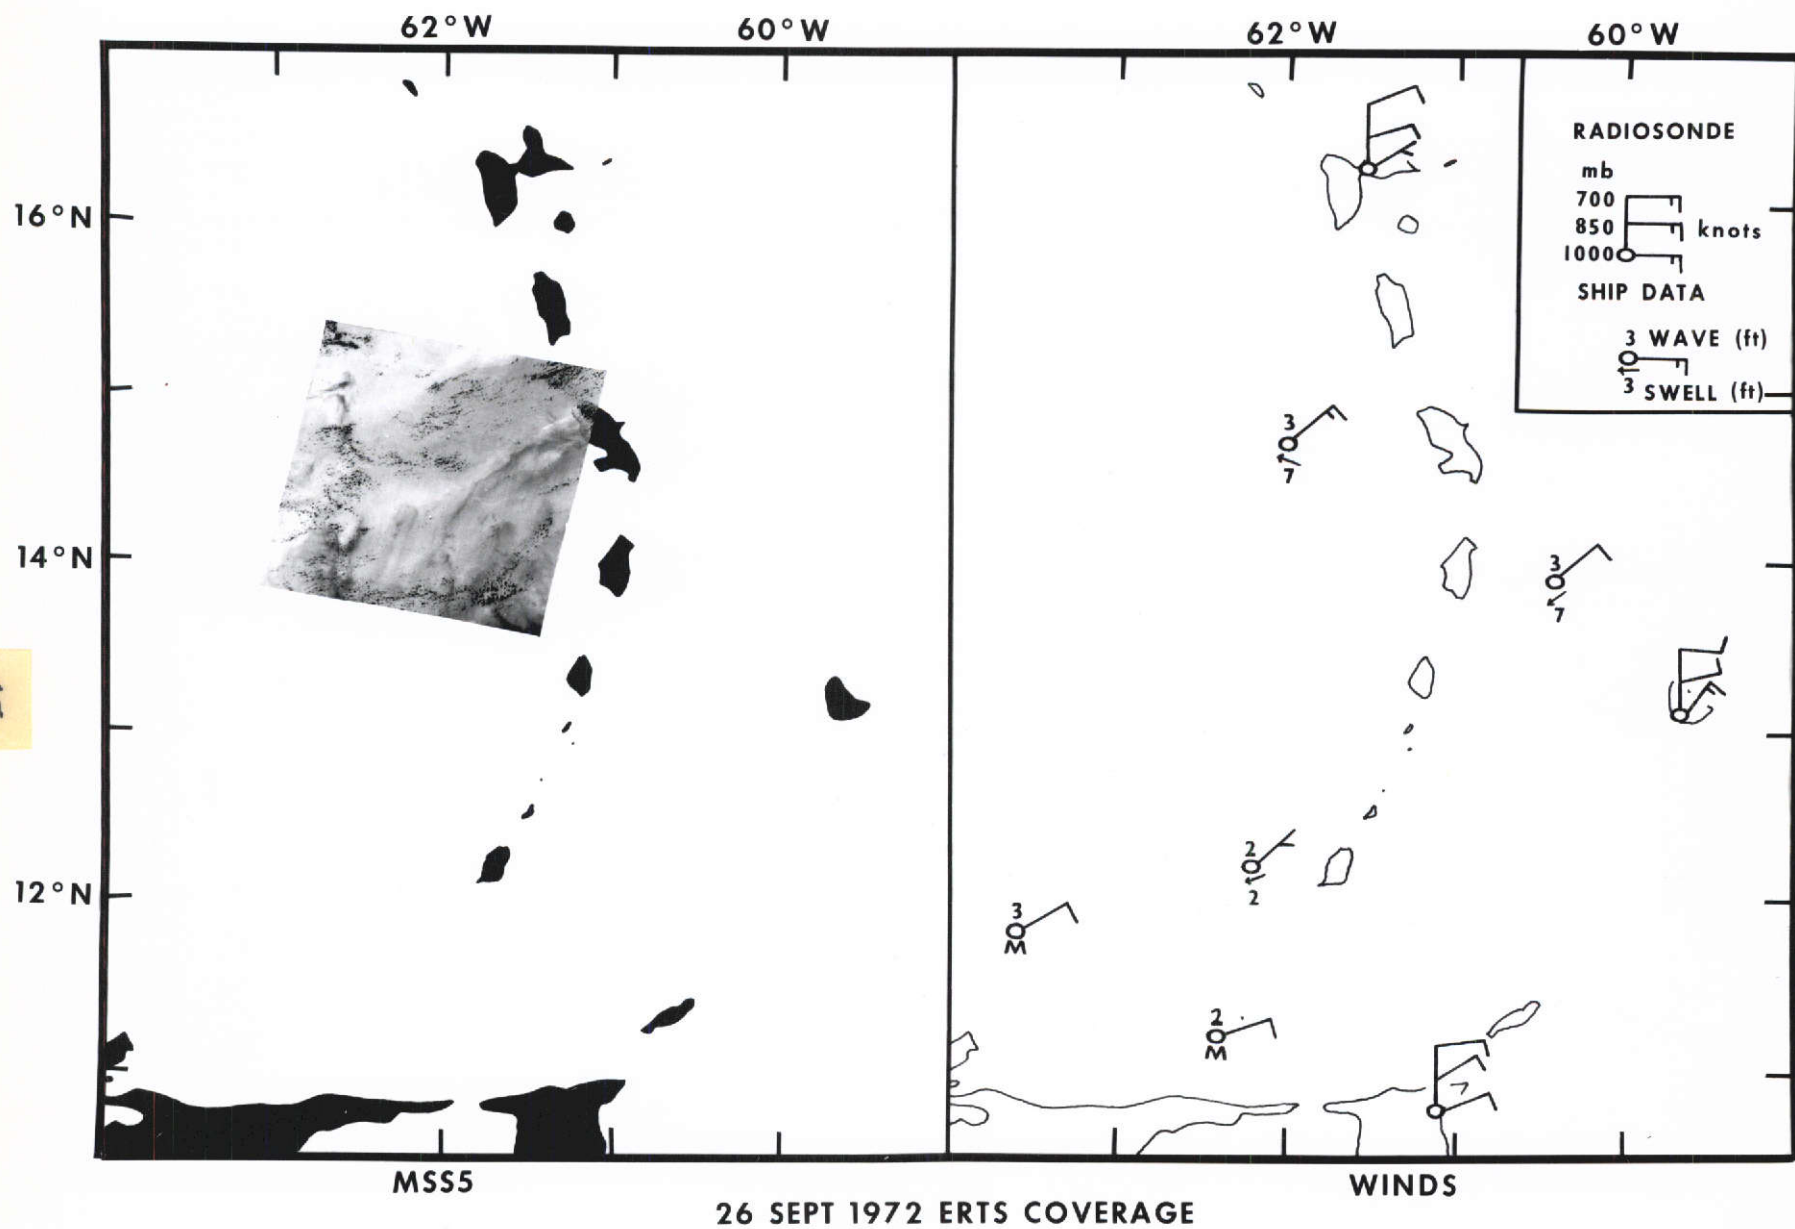 62°W 60°W 62°W 60°W
16°N
14°N
12°N
RADIOSONDE
mb
700
850 knots
1000
SHIP DATA
3 WAVE (ft)
3 SWELL (ft)
3
7
3
7
2
2
3
M
2
M
MSS5 WINDS
26 SEPT 1972 ERTS COVERAGE